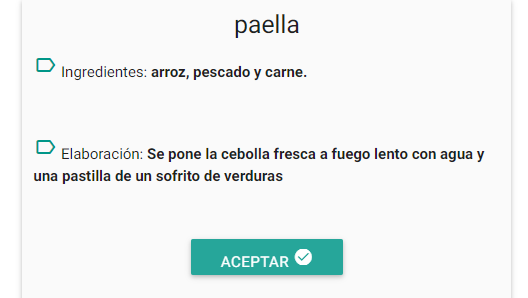 paella
Ingredientes: arroz, pescado y carne.
Elaboración: Se pone la cebolla fresca a fuego lento con agua y
una pastilla de un sofrito de verduras
ACEPTAR